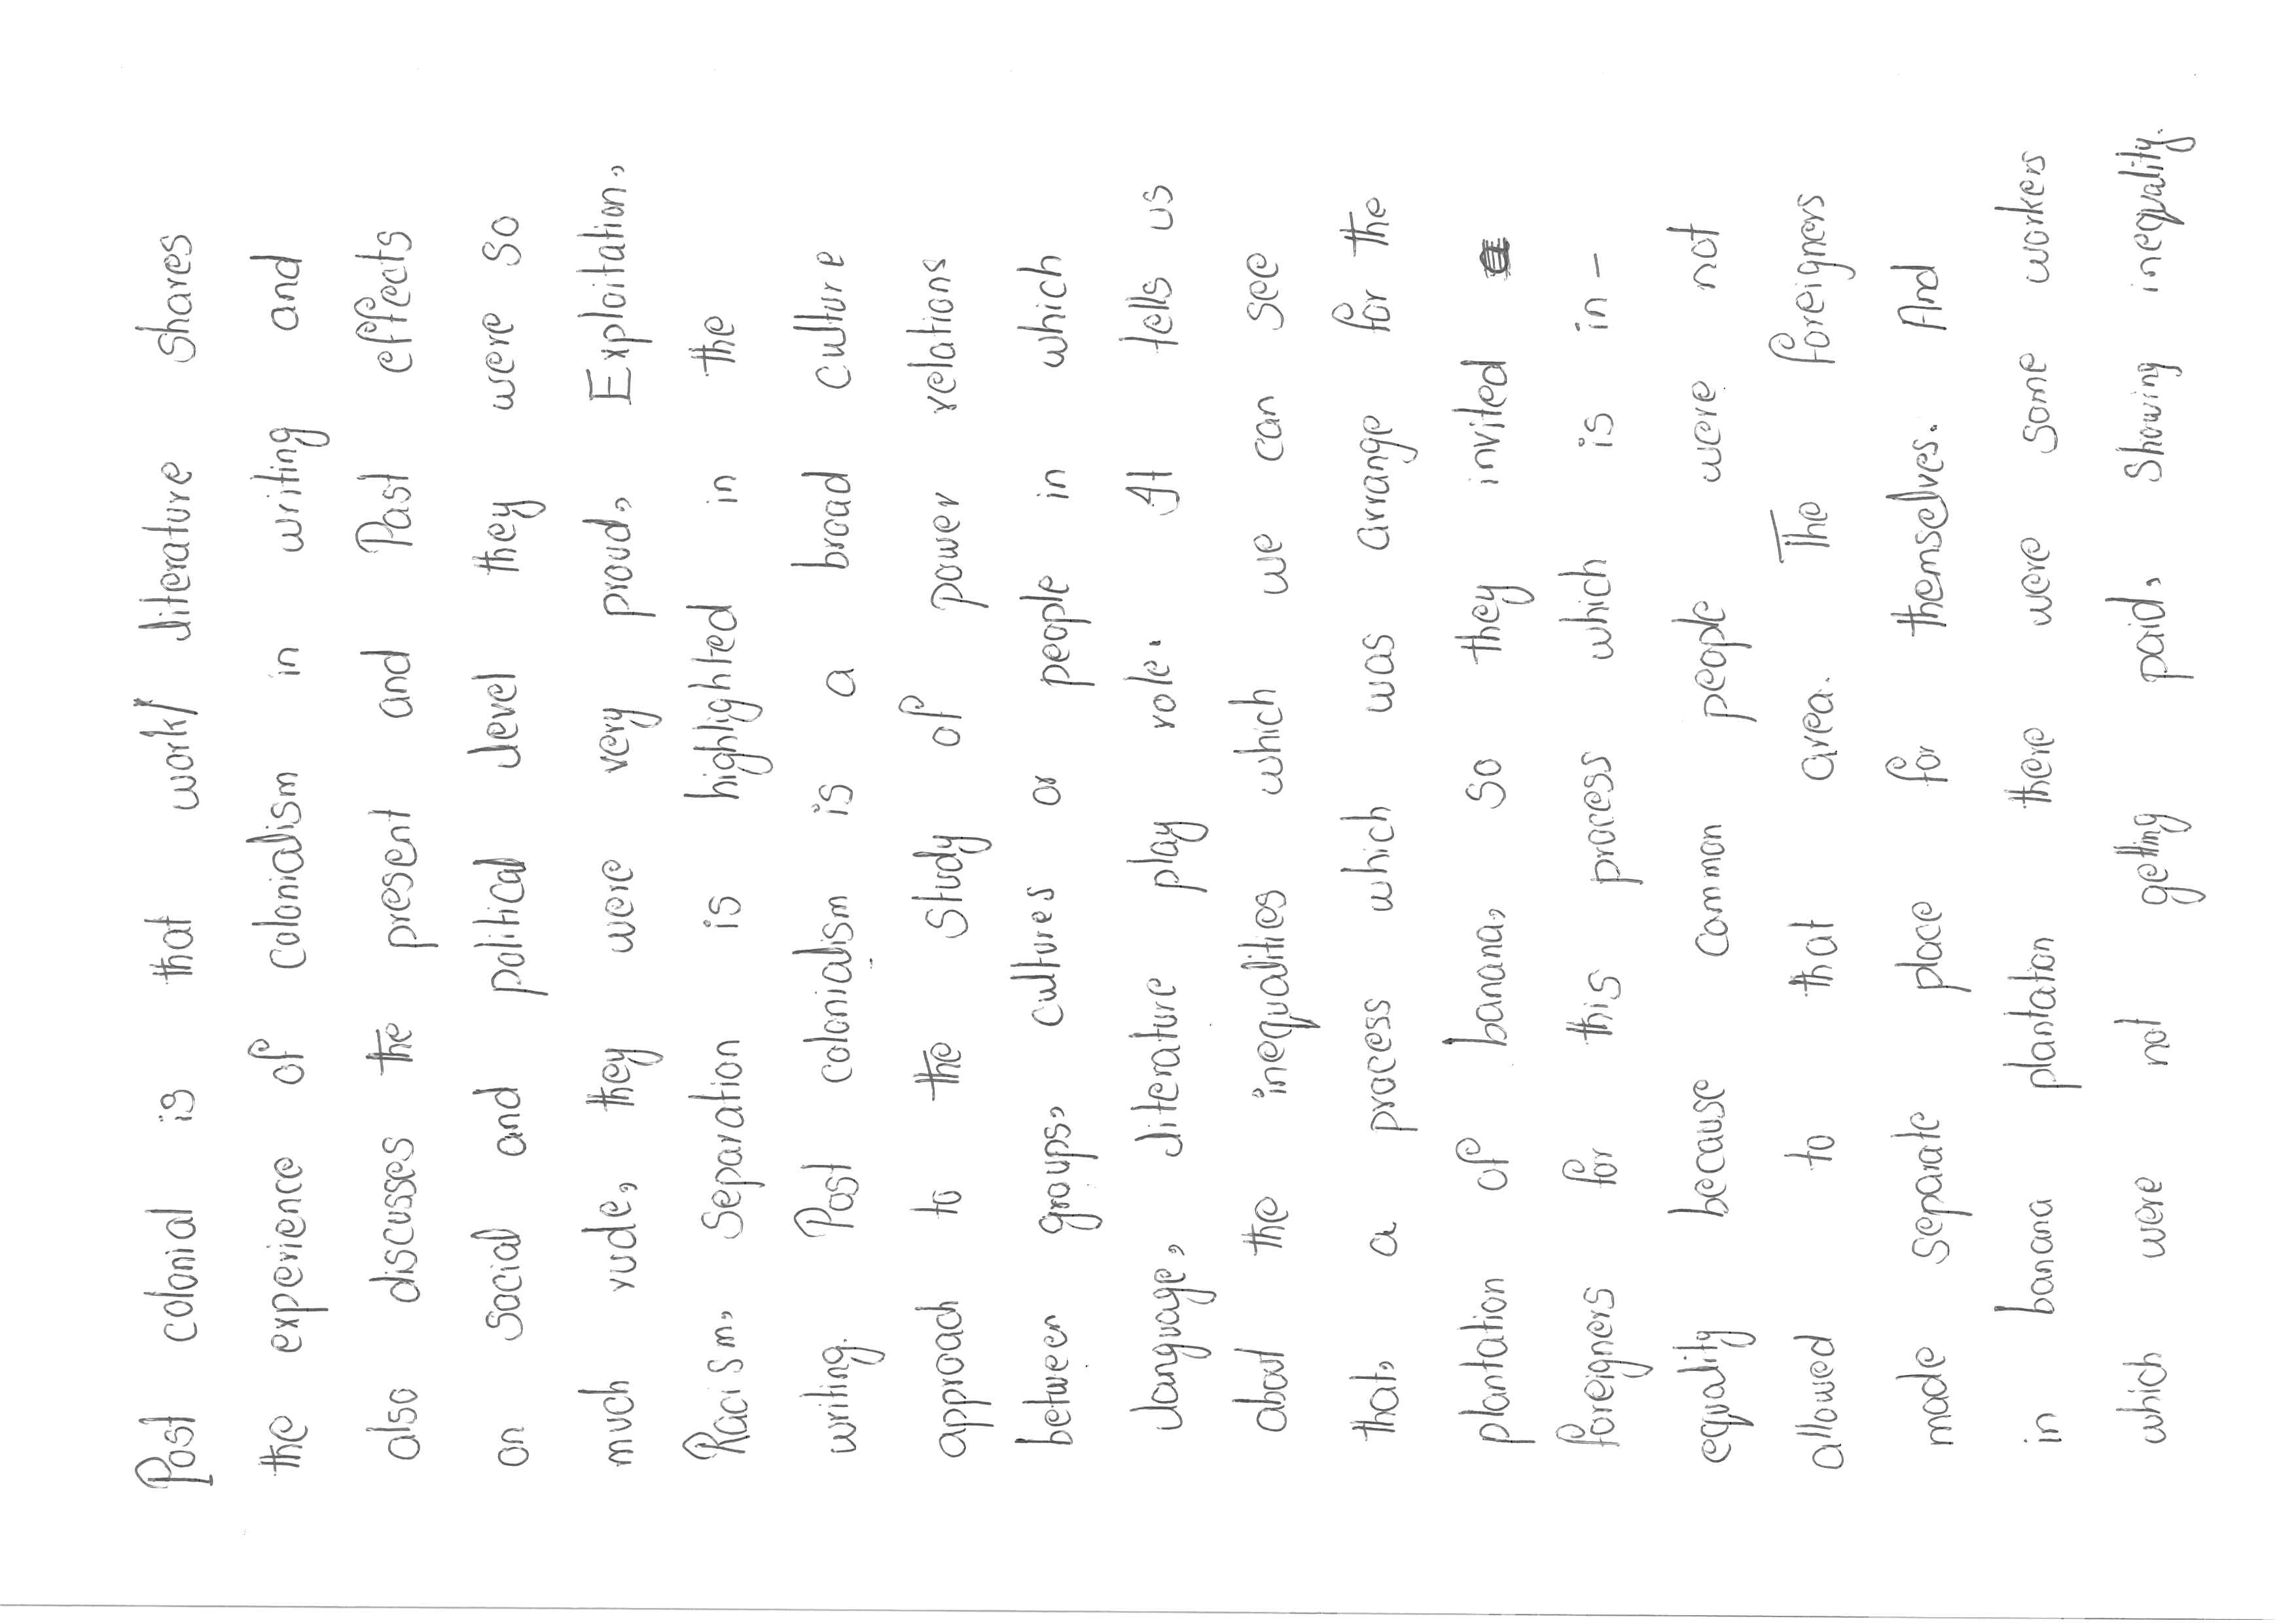 Post colonial is that work/ literature shares
the experience of colonialism in writing and
also discusses the present and Past effects
on social and political level they were so
much rude, they were very proud, Exploitation,
Racism, Separation is highlighted in the
writing. Post colonialism is a broad culture
approach to the study of power relations
between groups, cultures or people in which
language, literature play role. It tells us
about the inequalities which we can see
that, a process which was arrange for the
plantation of banana, so they invited
foreigners for this process which is in-
equality because common people were not
allowed to that area. The foreigners
made separate place for themselves. And
in banana plantation there were some workers
which were not getting paid, showing inequality.